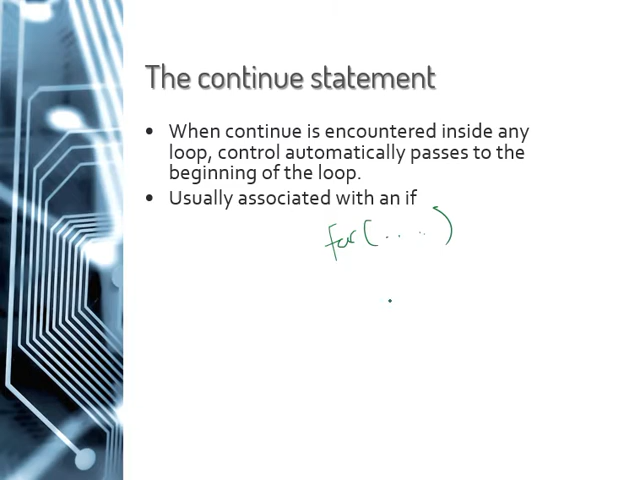 The continue statement
• When continue is encountered inside any
loop, control automatically passes to the
beginning of the loop.
• Usually associated with an if
for(....)